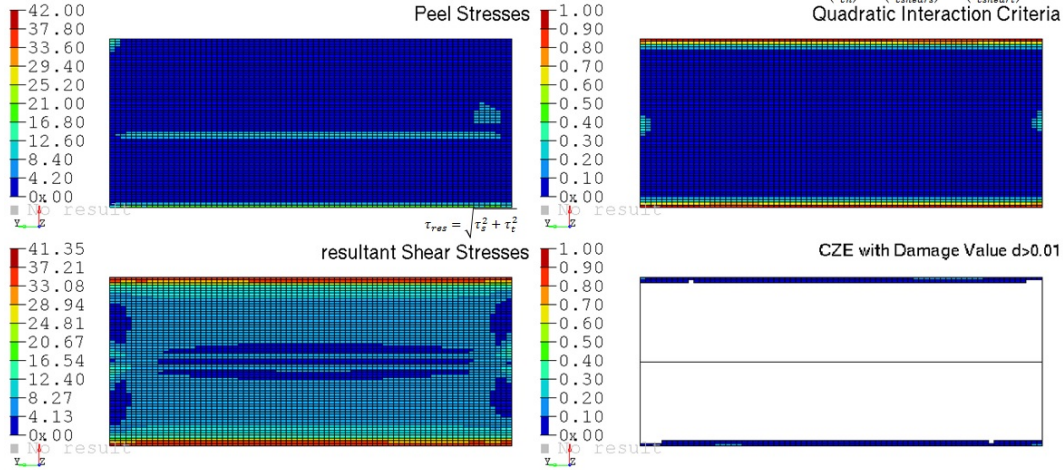 Peel Stresses
42.00
37.80
33.60
29.40
25.20
21.00
16.80
12.60
8.40
4.20
0.00
No result
X
Y
Z
Quadratic Interaction Criteria
1.00
0.90
0.80
0.70
0.60
0.50
0.40
0.30
0.20
0.10
0.00
No result
X
Y
Z
τres = √τs² + τt²
resultant Shear Stresses
41.35
37.21
33.08
28.94
24.81
20.67
16.54
12.40
8.27
4.13
0.00
No result
X
Y
Z
CZE with Damage Value d>0.01
1.00
0.90
0.80
0.70
0.60
0.50
0.40
0.30
0.20
0.10
0.00
No result
X
Y
Z